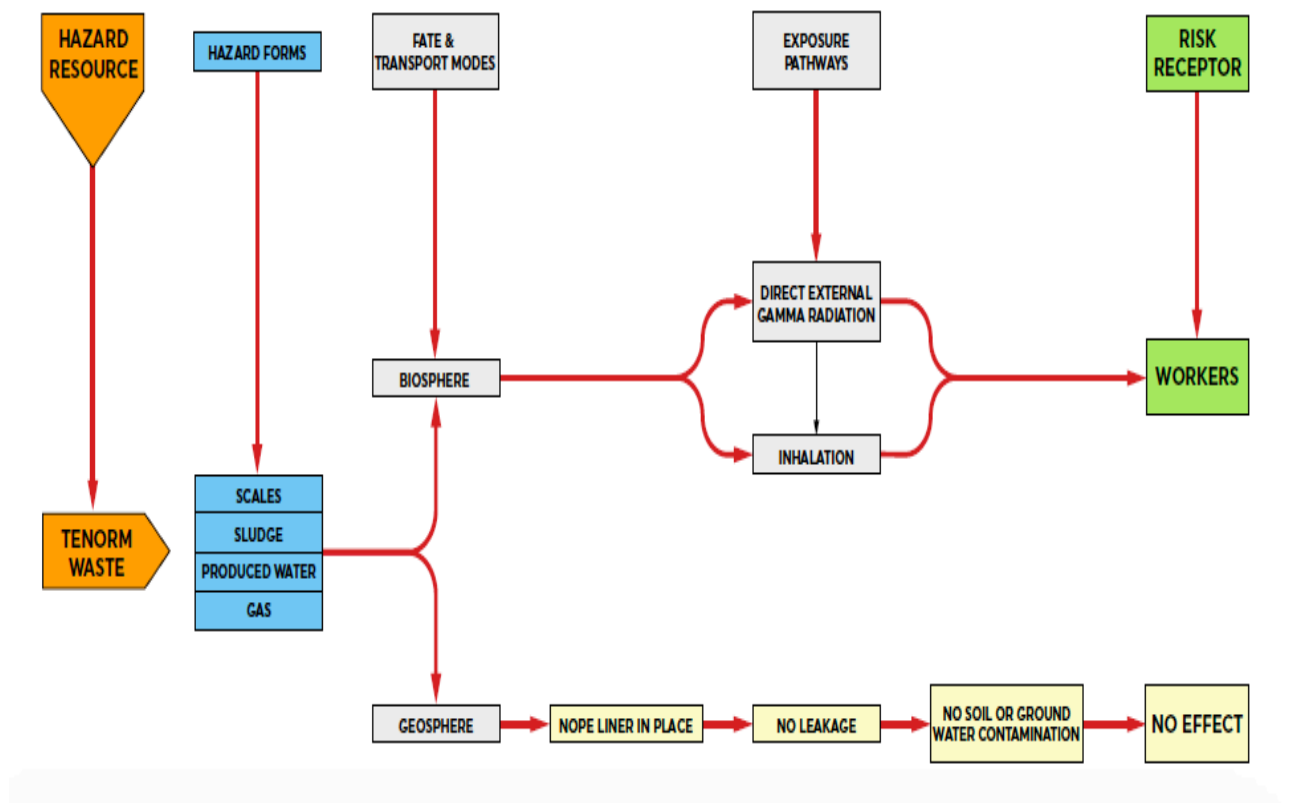 HAZARD
RESOURCE
HAZARD FORMS
FATE &
TRANSPORT MODES
EXPOSURE
PATHWAYS
RISK
RECEPTOR
DIRECT EXTERNAL
GAMMA RADIATION
BIOSPHERE
WORKERS
INHALATION
SCALES
SLUDGE
PRODUCED WATER
GAS
TENORM
WASTE
GEOSPHERE
NOPE LINER IN PLACE
NO LEAKAGE
NO SOIL OR GROUND
WATER CONTAMINATION
NO EFFECT